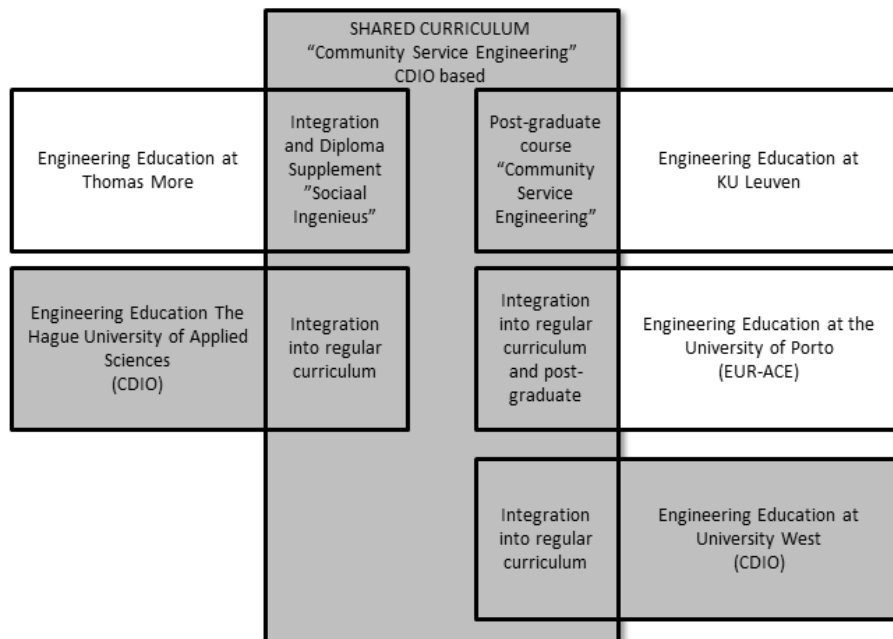 SHARED CURRICULUM
“Community Service Engineering”
CDIO based
Engineering Education at
Thomas More
Integration
and Diploma
Supplement
”Sociaal
Ingenieus”
Post-graduate
course
“Community
Service
Engineering”
Engineering Education at
KU Leuven
Engineering Education The
Hague University of Applied
Sciences
(CDIO)
Integration
into regular
curriculum
Integration
into regular
curriculum
and post-
graduate
Engineering Education at the
University of Porto
(EUR-ACE)
Integration
into regular
curriculum
Engineering Education at
University West
(CDIO)